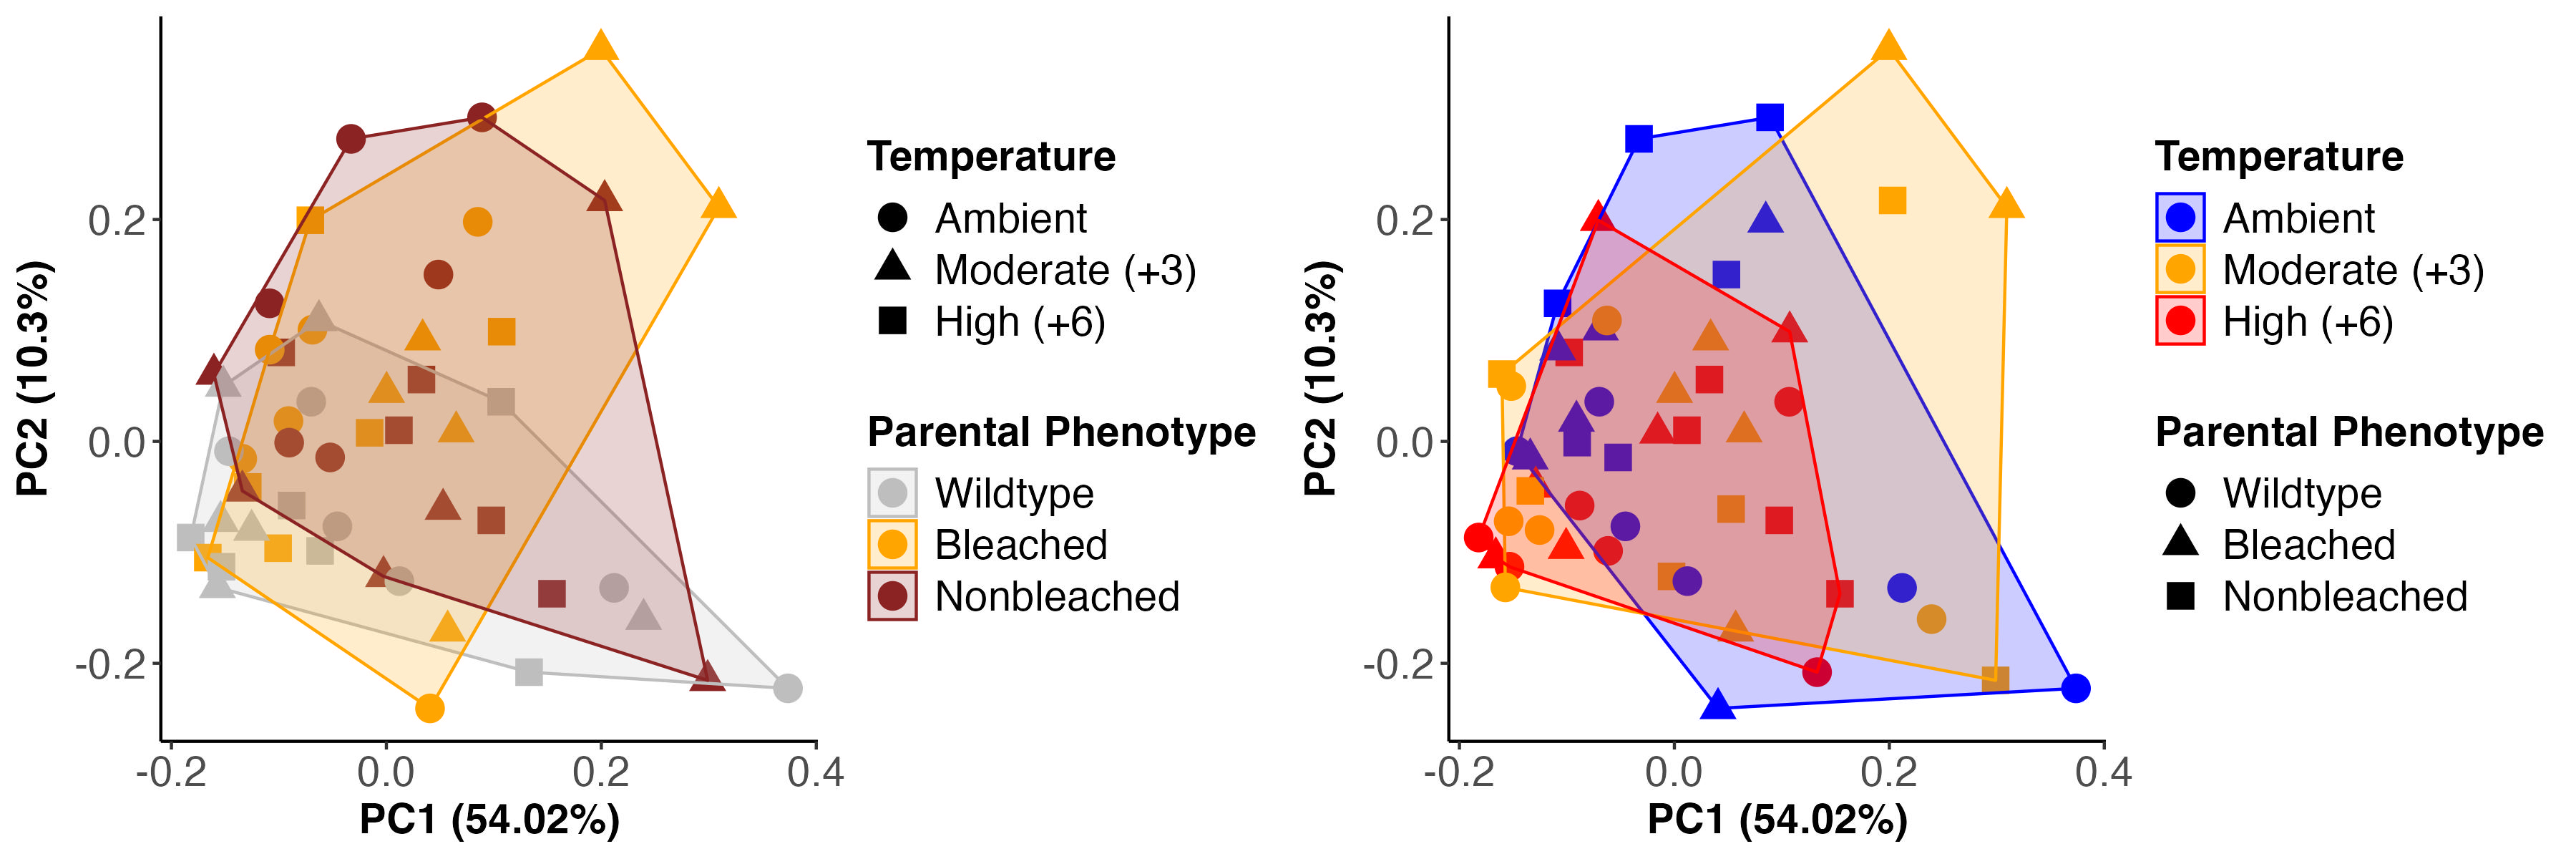 PC2 (10.3%)
0.2
0.0
-0.2
-0.2
0.0
0.2
0.4
PC1 (54.02%)
Temperature
Ambient
Moderate (+3)
High (+6)
Parental Phenotype
Wildtype
Bleached
Nonbleached
PC2 (10.3%)
0.2
0.0
-0.2
-0.2
0.0
0.2
0.4
PC1 (54.02%)
Temperature
Ambient
Moderate (+3)
High (+6)
Parental Phenotype
Wildtype
Bleached
Nonbleached